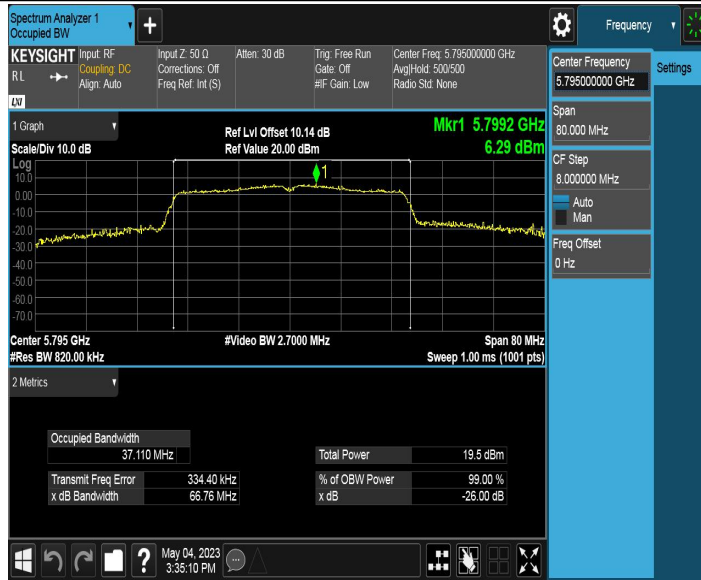 Spectrum Analyzer 1
Occupied BW
Frequency
KEYSIGHT
RL
LXI
Input: RF
Coupling: DC
Align: Auto
Input Z: 50 Ω
Corrections: Off
Freq Ref: Int (S)
Atten: 30 dB
Trig: Free Run
Gate: Off
#IF Gain: Low
Center Freq: 5.795000000 GHz
Avg|Hold: 500/500
Radio Std: None
Center Frequency
5.795000000 GHz
Settings
Span
80.000 MHz
CF Step
8.000000 MHz
Auto
Man
Freq Offset
0 Hz
1 Graph
Scale/Div 10.0 dB
Ref Lvl Offset 10.14 dB
Ref Value 20.00 dBm
Mkr1 5.7992 GHz
6.29 dBm
Log
1
10.0
0.00
-10.0
-20.0
-30.0
-40.0
-50.0
-60.0
-70.0
Center 5.795 GHz
#Res BW 820.00 kHz
#Video BW 2.7000 MHz
Span 80 MHz
Sweep 1.00 ms (1001 pts)
2 Metrics
Occupied Bandwidth
37.110 MHz
Total Power 19.5 dBm
Transmit Freq Error 334.40 kHz
x dB Bandwidth 66.76 MHz
% of OBW Power 99.00 %
x dB -26.00 dB
?
May 04, 2023
3:35:10 PM